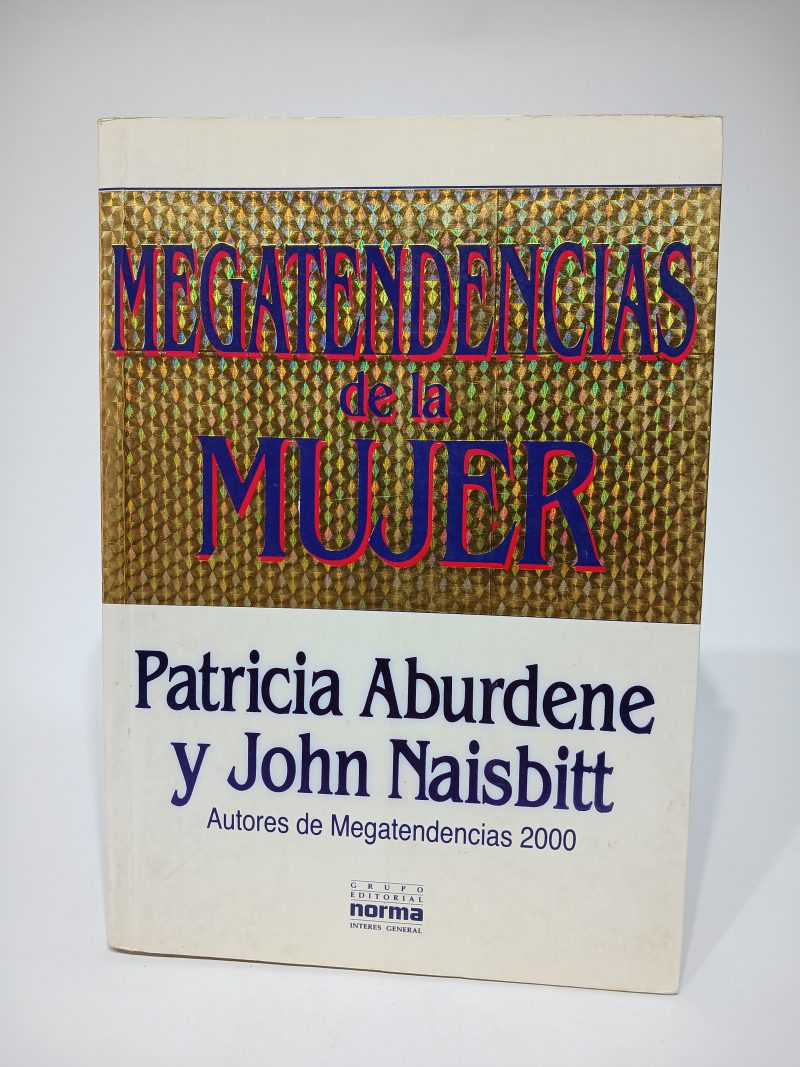 MEGATENDENCIAS
de la
MUJER
Patricia Aburdene
y John Naisbitt
Autores de Megatendencias 2000
GRUPO
EDITORIAL
norma
INTERES GENERAL